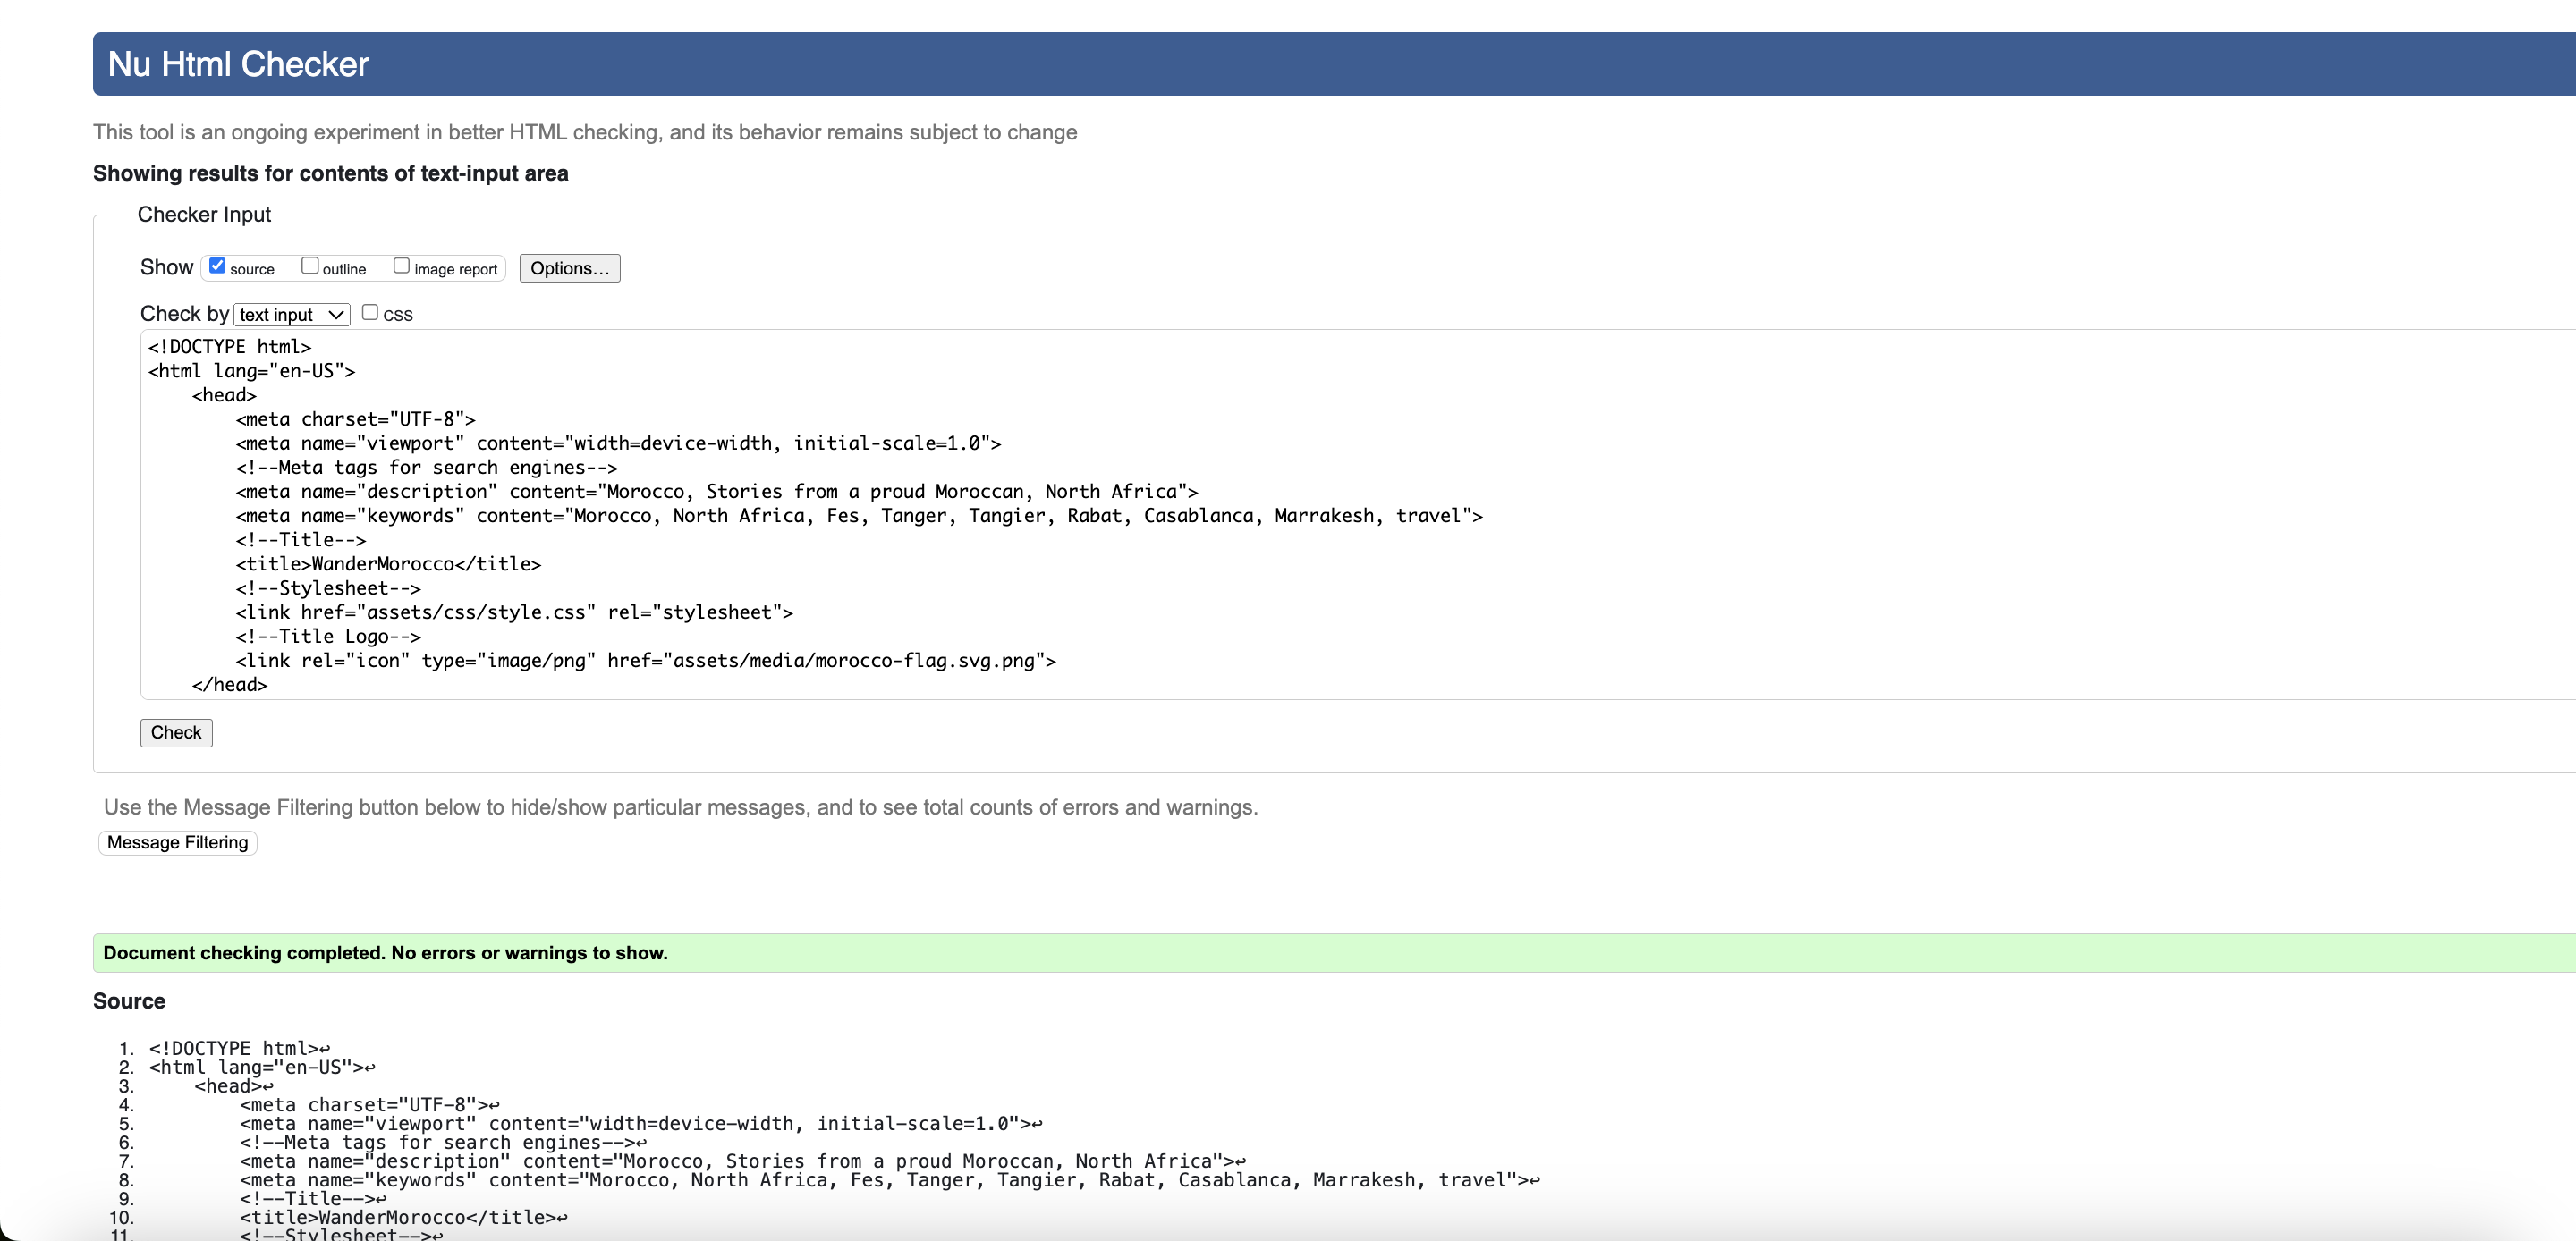 Nu Html Checker
This tool is an ongoing experiment in better HTML checking, and its behavior remains subject to change
Showing results for contents of text-input area
Checker Input
Show source outline image report Options...
Check by text input CSS
<!DOCTYPE html>
<html lang="en-US">
    <head>
        <meta charset="UTF-8">
        <meta name="viewport" content="width=device-width, initial-scale=1.0">
        <!--Meta tags for search engines-->
        <meta name="description" content="Morocco, Stories from a proud Moroccan, North Africa">
        <meta name="keywords" content="Morocco, North Africa, Fes, Tanger, Tangier, Rabat, Casablanca, Marrakesh, travel">
        <!--Title-->
        <title>WanderMorocco</title>
        <!--Stylesheet-->
        <link href="assets/css/style.css" rel="stylesheet">
        <!--Title Logo-->
        <link rel="icon" type="image/png" href="assets/media/morocco-flag.svg.png">
    </head>
Check
Use the Message Filtering button below to hide/show particular messages, and to see total counts of errors and warnings.
Message Filtering
Document checking completed. No errors or warnings to show.
Source
1. <!DOCTYPE html>↩
2. <html lang="en-US">↩
3.     <head>↩
4.         <meta charset="UTF-8">↩
5.         <meta name="viewport" content="width=device-width, initial-scale=1.0">↩
6.         <!--Meta tags for search engines-->↩
7.         <meta name="description" content="Morocco, Stories from a proud Moroccan, North Africa">↩
8.         <meta name="keywords" content="Morocco, North Africa, Fes, Tanger, Tangier, Rabat, Casablanca, Marrakesh, travel">↩
9.         <!--Title-->↩
10.         <title>WanderMorocco</title>↩
11.         <!--Stylesheet-->↩